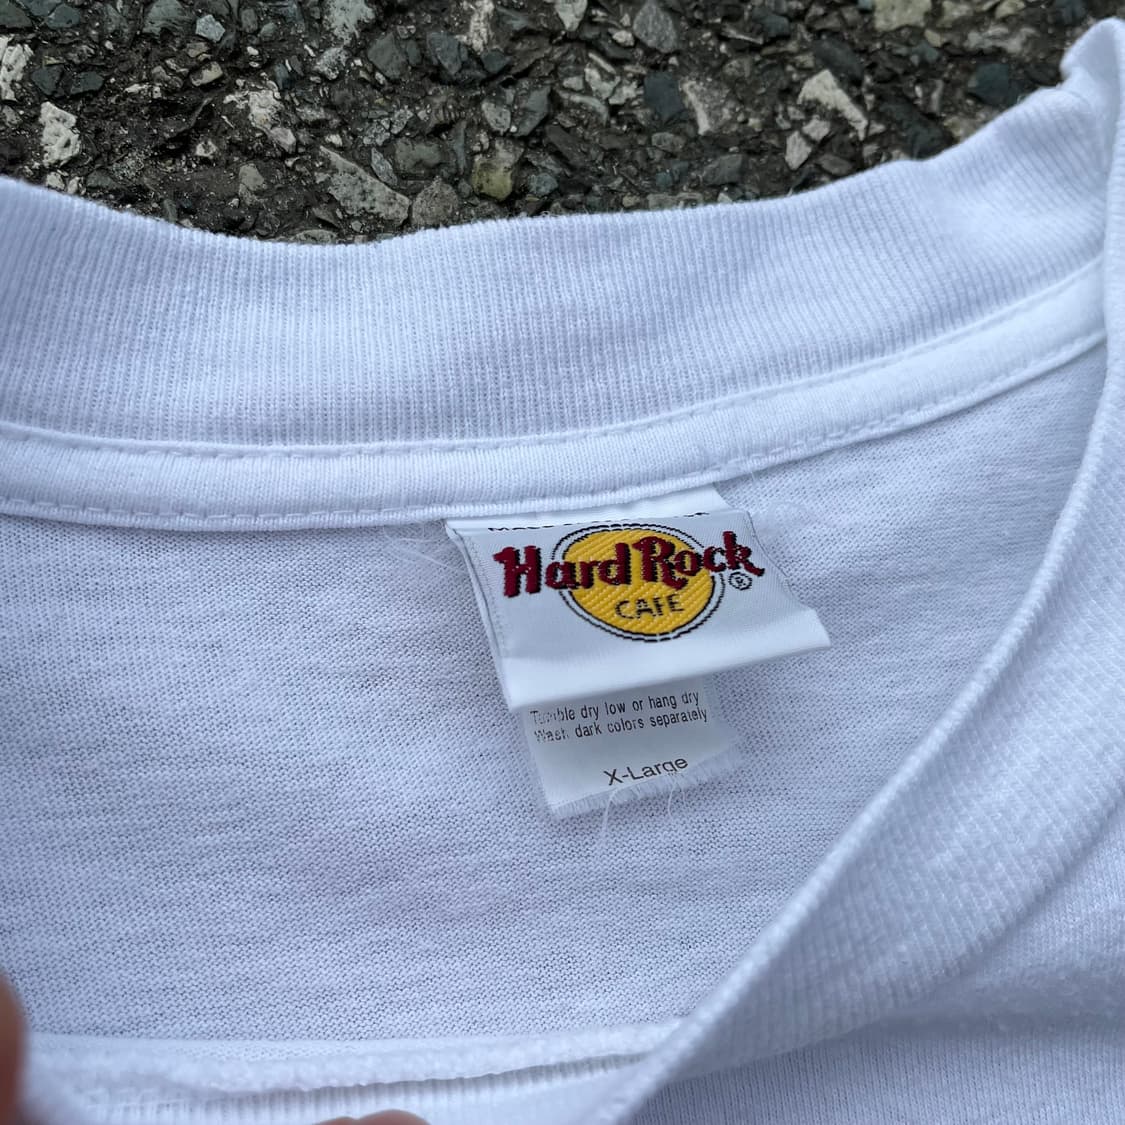 Hard Rock ®
CAFE
Tumble dry low or hang dry
Wash dark colors separately
X-Large